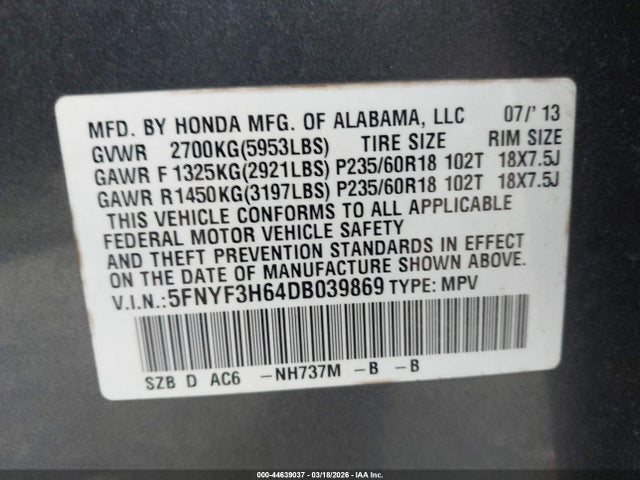 MFD. BY HONDA MFG. OF ALABAMA, LLC 07/' 13
GVWR 2700KG(5953LBS) TIRE SIZE RIM SIZE
GAWR F 1325KG(2921LBS) P235/60R18 102T 18X7.5J
GAWR R1450KG(3197LBS) P235/60R18 102T 18X7.5J
THIS VEHICLE CONFORMS TO ALL APPLICABLE
FEDERAL MOTOR VEHICLE SAFETY
AND THEFT PREVENTION STANDARDS IN EFFECT
ON THE DATE OF MANUFACTURE SHOWN ABOVE.
V.I.N.:5FNYF3H64DB039869 TYPE: MPV
SZB D AC6 -NH737M -B -B
000-44639037 - 03/18/2026 - IAA Inc.